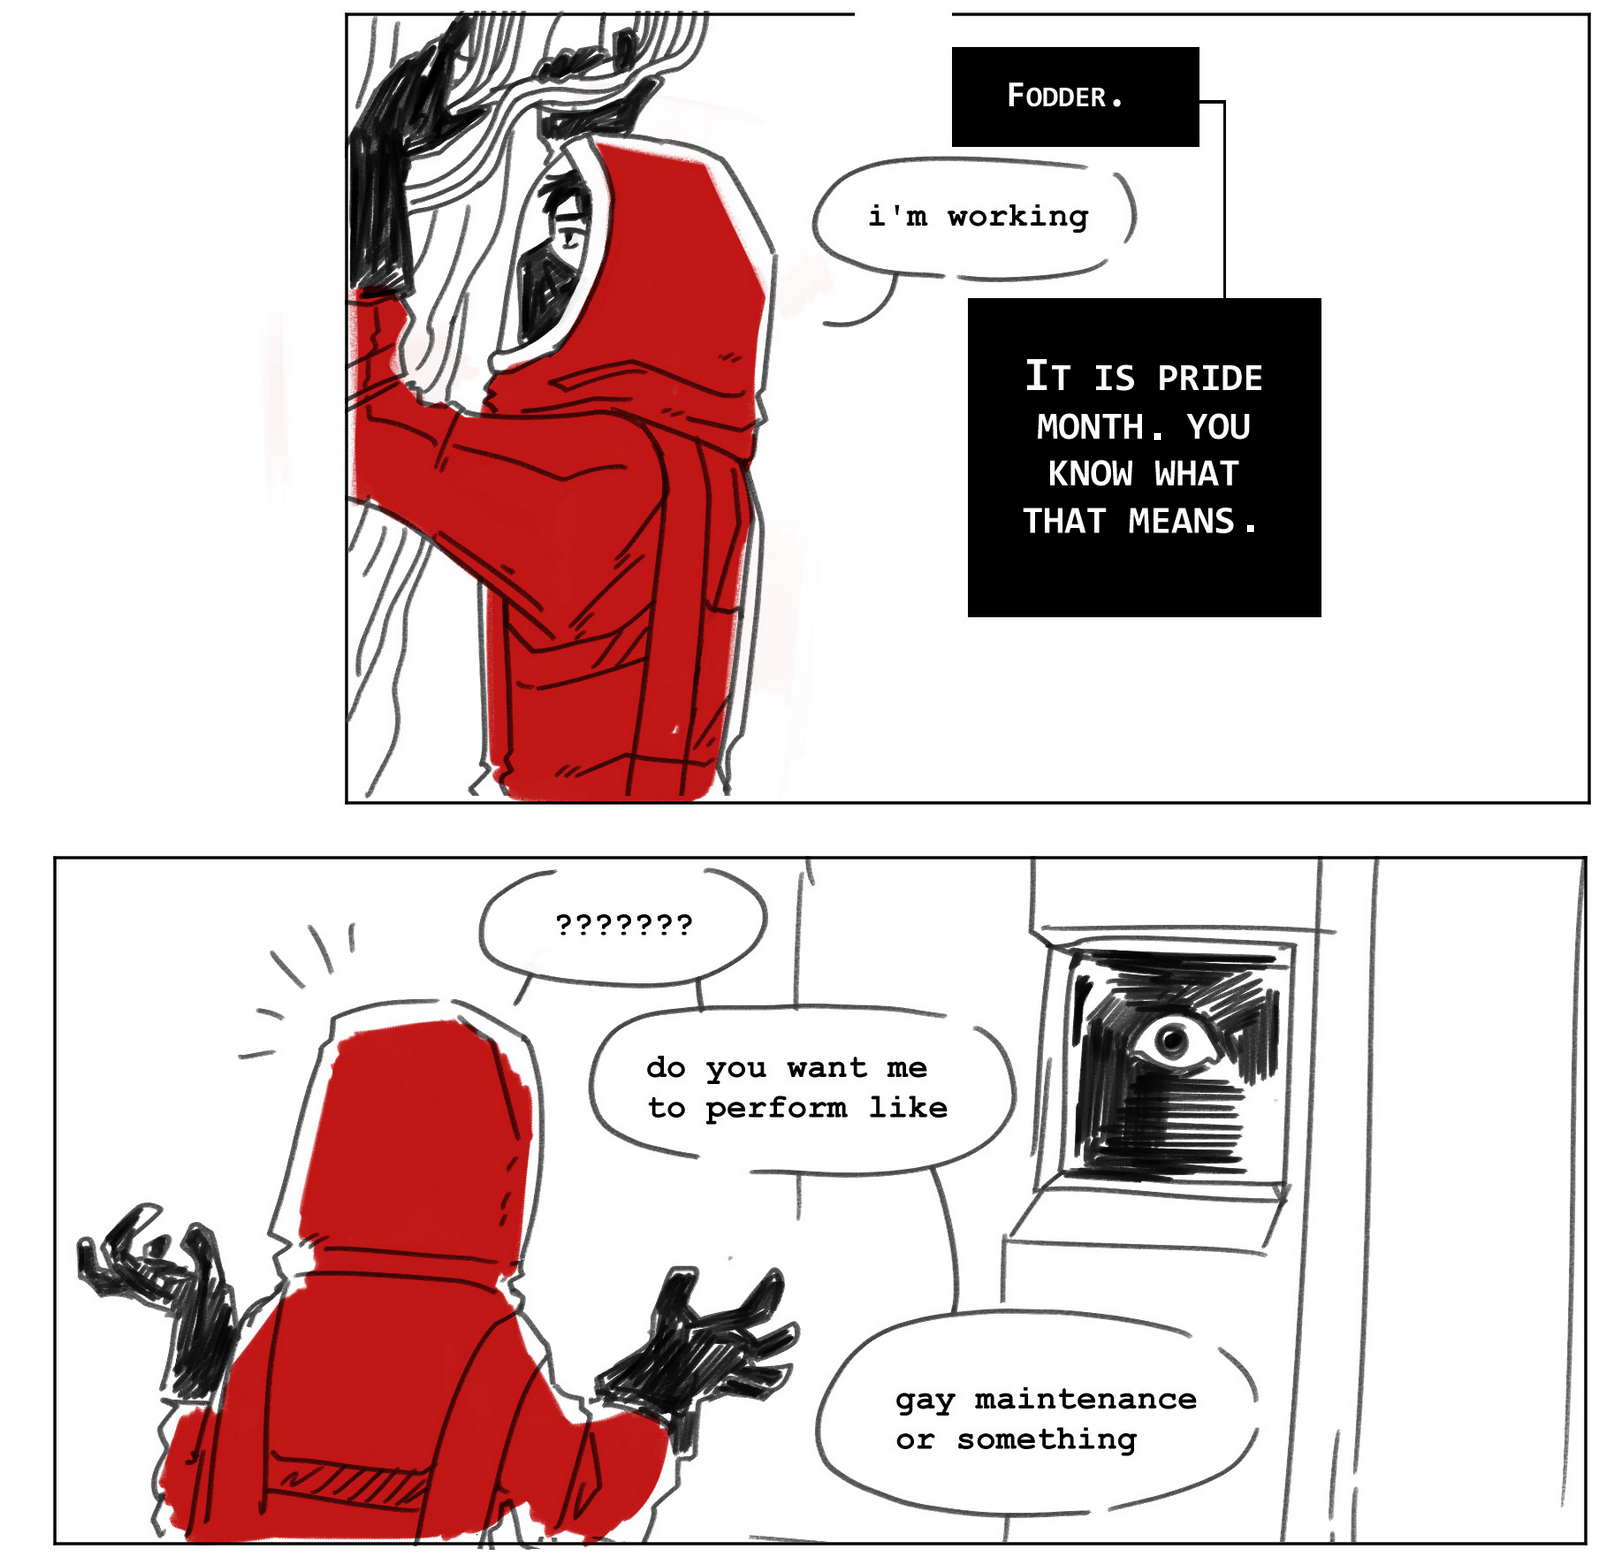 Fodder.
i'm working
It is pride
month. You
know what
that means.
???????
do you want me
to perform like
gay maintenance
or something